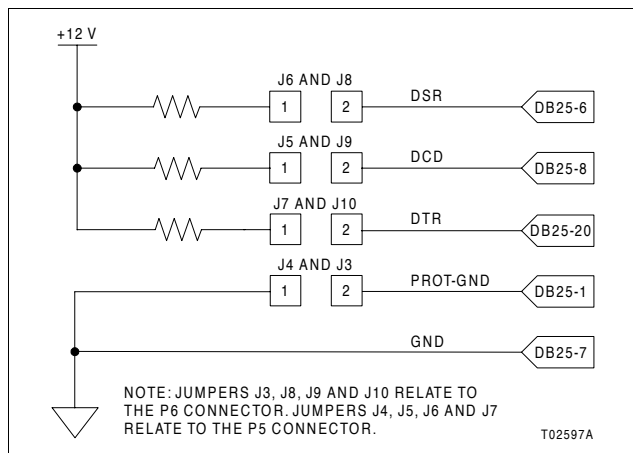 +12 V
J6 AND J8
1 2 DSR DB25-6
J5 AND J9
1 2 DCD DB25-8
J7 AND J10
1 2 DTR DB25-20
J4 AND J3
1 2 PROT-GND DB25-1
GND DB25-7
NOTE: JUMPERS J3, J8, J9 AND J10 RELATE TO
THE P6 CONNECTOR. JUMPERS J4, J5, J6 AND J7
RELATE TO THE P5 CONNECTOR.
T02597A